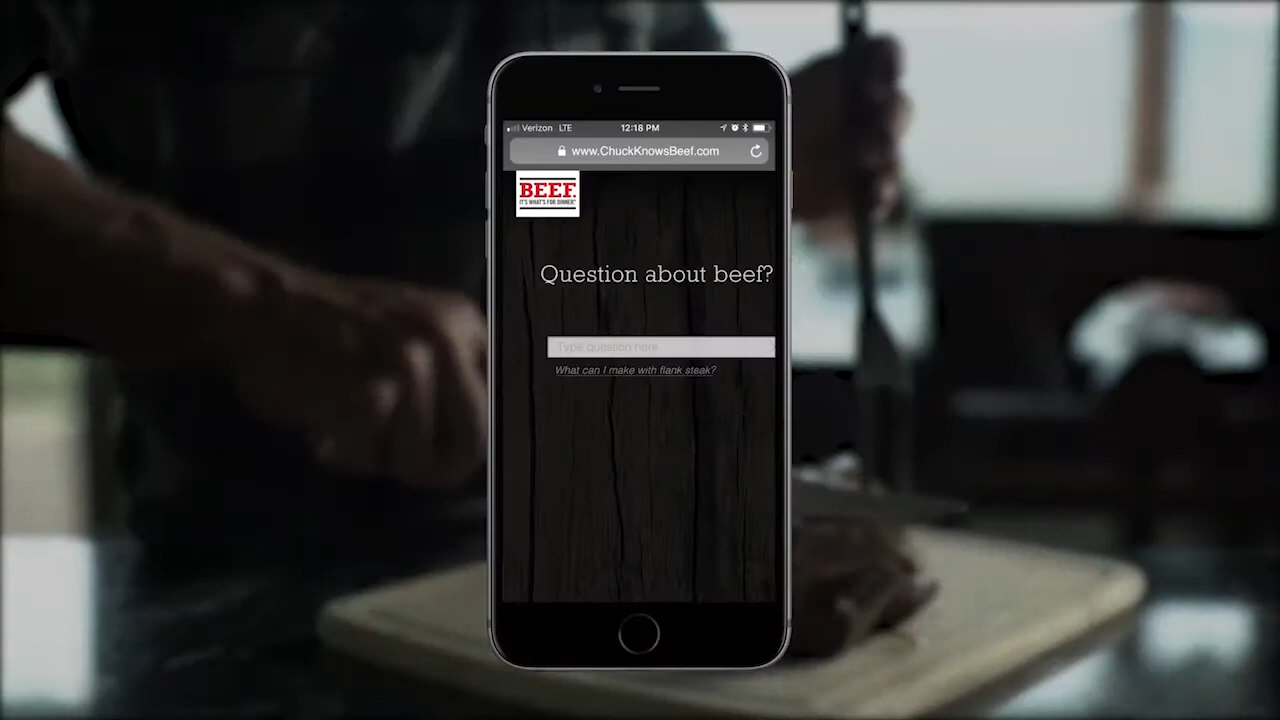 Verizon LTE 12:18 PM
www.ChuckKnowsBeef.com
BEEF.
IT'S WHAT'S FOR DINNER.
Question about beef?
Type question here
What can I make with flank steak?